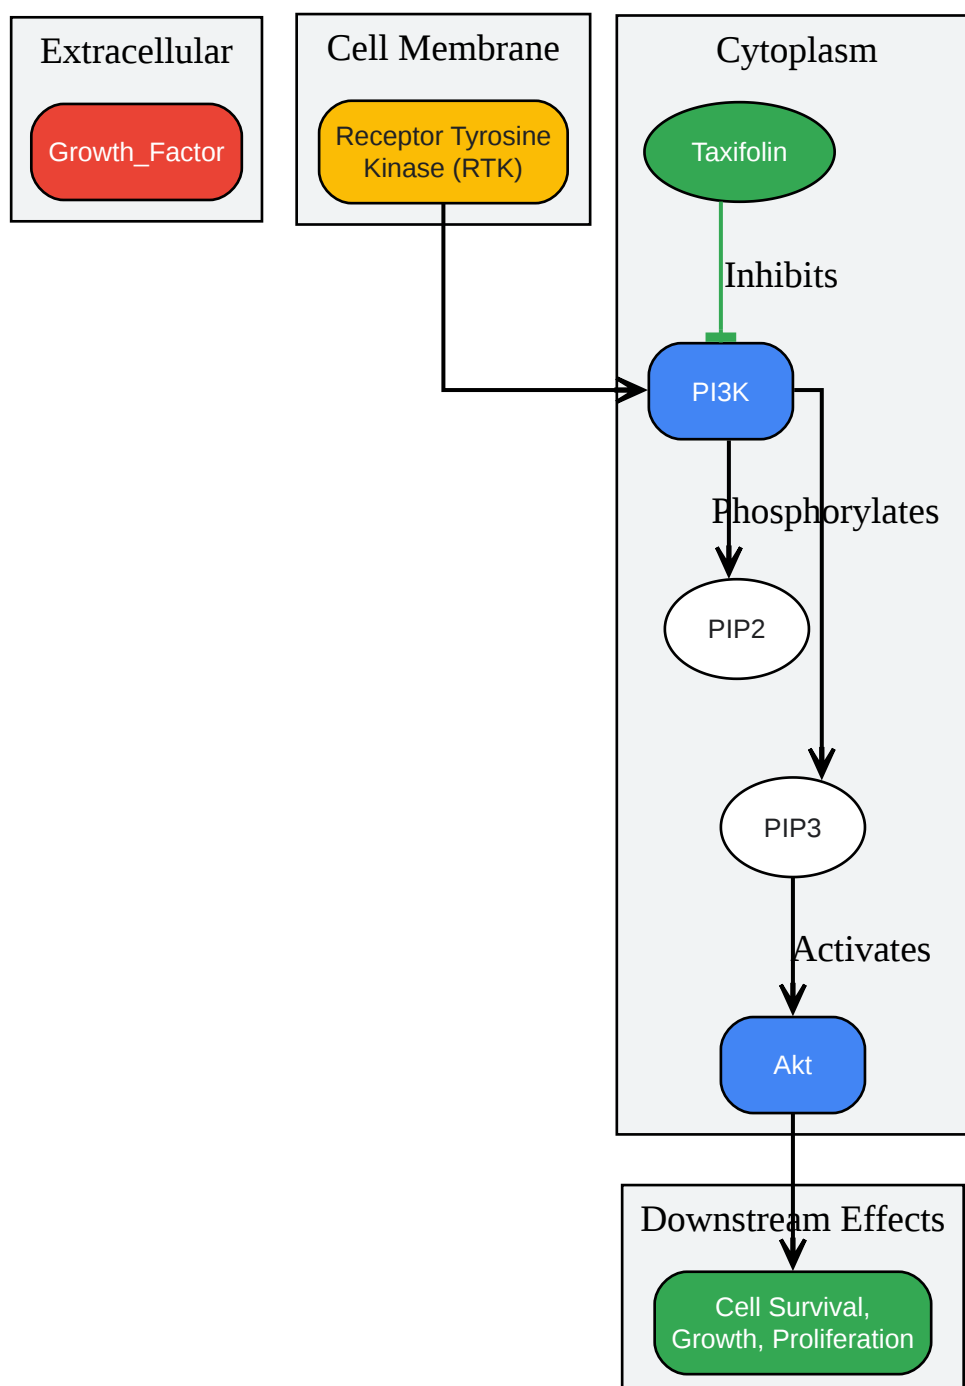 Extracellular
Growth_Factor
Cell Membrane
Receptor Tyrosine
Kinase (RTK)
Cytoplasm
Taxifolin
Inhibits
PI3K
Phosphorylates
PIP2
PIP3
Activates
Akt
Downstream Effects
Cell Survival,
Growth, Proliferation